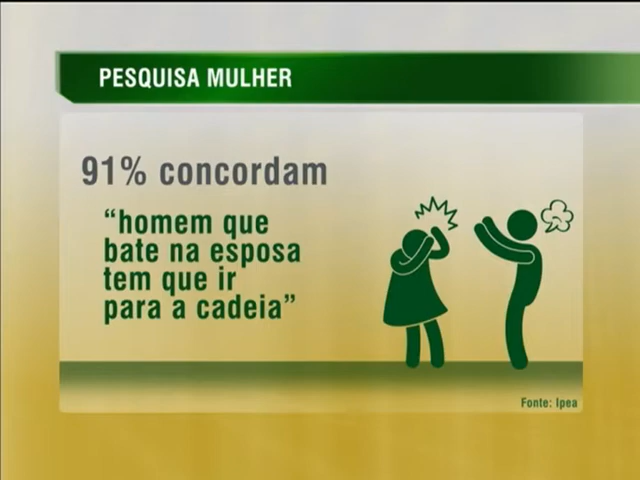 PESQUISA MULHER
91% concordam
“homem que
bate na esposa
tem que ir
para a cadeia”
Fonte: Ipea